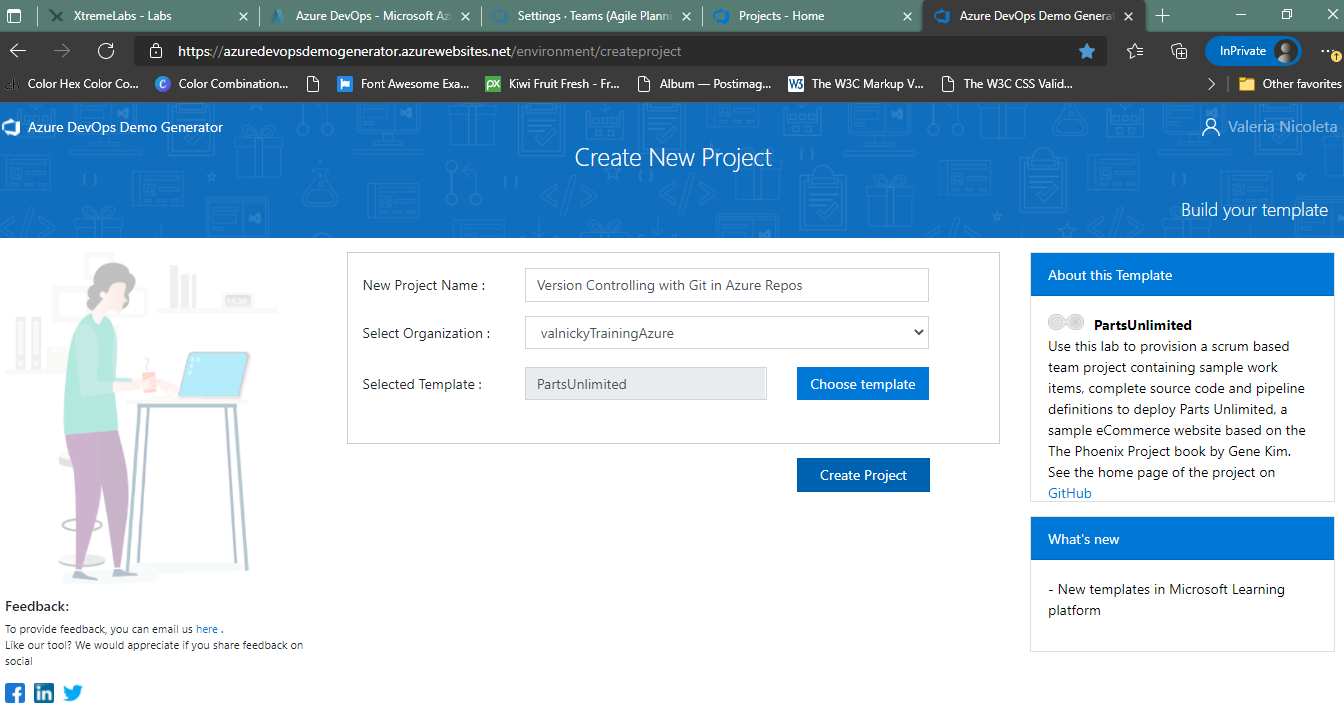 XtremeLabs - Labs
Azure DevOps - Microsoft Az
Settings · Teams (Agile Planni
Projects - Home
Azure DevOps Demo Genera
https://azuredevopsdemogenerator.azurewebsites.net/environment/createproject
InPrivate
ch
Color Hex Color Co...
C
Color Combination...
Font Awesome Exa...
px
Kiwi Fruit Fresh - Fr...
Album — Postimag...
W3
The W3C Markup V...
The W3C CSS Valid...
Other favorites
Azure DevOps Demo Generator
Valeria Nicoleta
Create New Project
Build your template
New Project Name :
Version Controlling with Git in Azure Repos
Select Organization :
valnickyTrainingAzure
Selected Template :
PartsUnlimited
Choose template
Create Project
About this Template
PartsUnlimited
Use this lab to provision a scrum based
team project containing sample work
items, complete source code and pipeline
definitions to deploy Parts Unlimited, a
sample eCommerce website based on the
The Phoenix Project book by Gene Kim.
See the home page of the project on
GitHub
What's new
- New templates in Microsoft Learning
platform
Feedback:
To provide feedback, you can email us here .
Like our tool? We would appreciate if you share feedback on
social